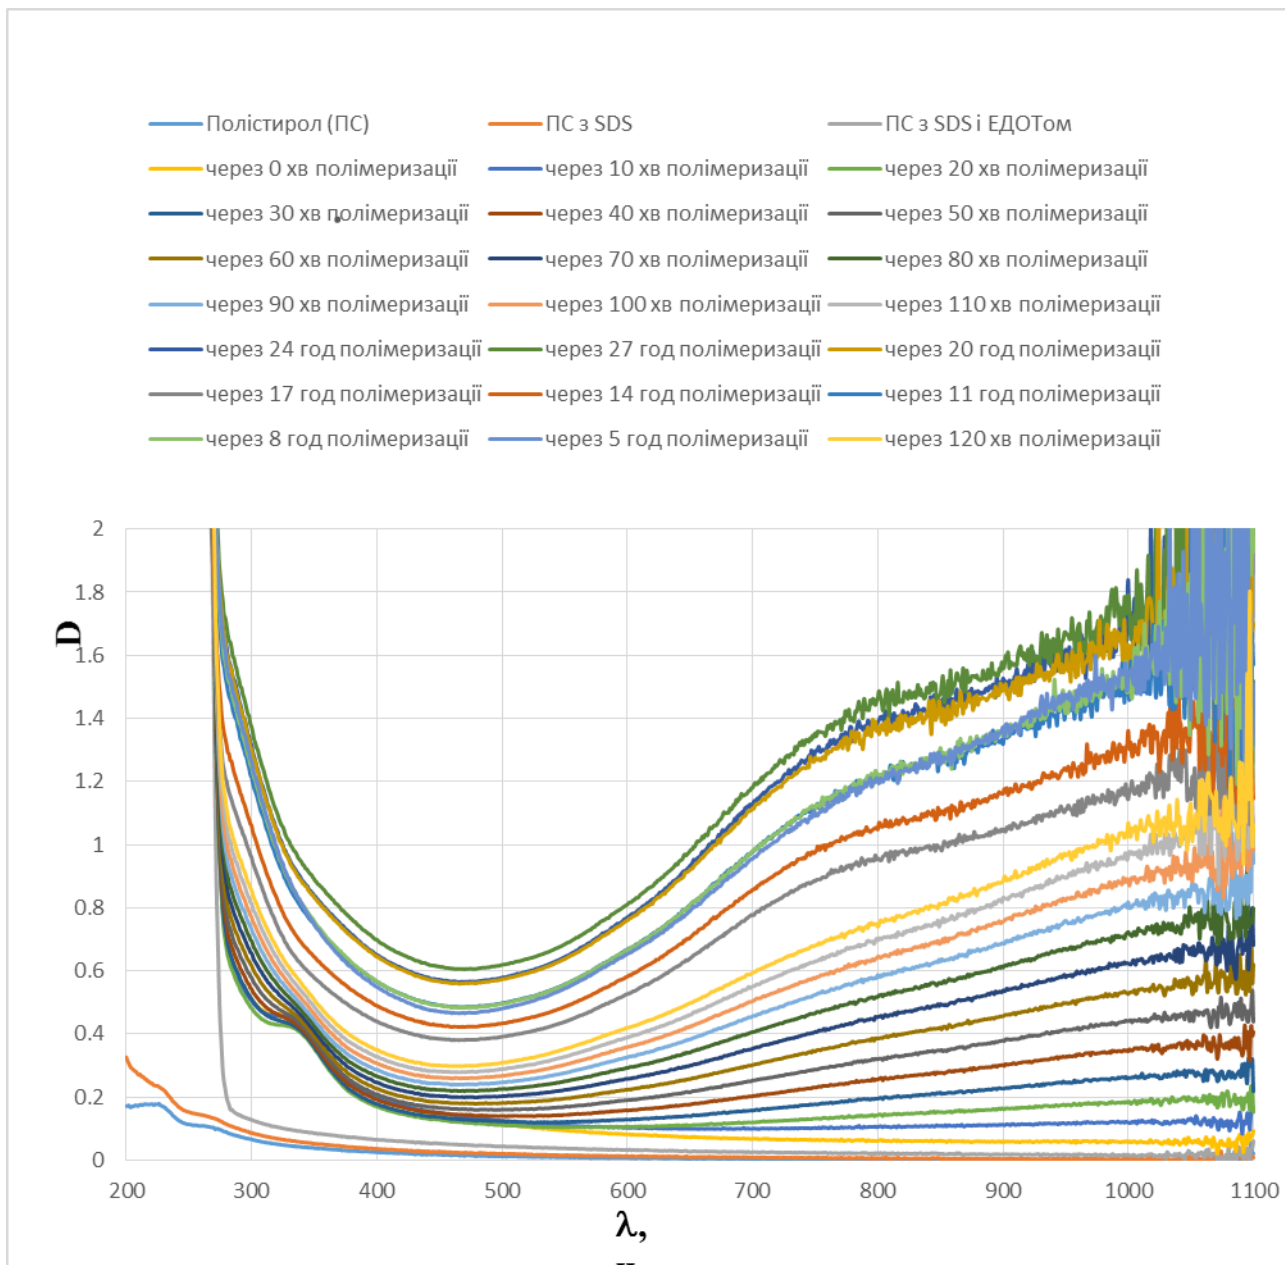 Полістирол (ПС) ПС з SDS ПС з SDS і ЕДОТом
через 0 хв полімеризації через 10 хв полімеризації через 20 хв полімеризації
через 30 хв полімеризації через 40 хв полімеризації через 50 хв полімеризації
через 60 хв полімеризації через 70 хв полімеризації через 80 хв полімеризації
через 90 хв полімеризації через 100 хв полімеризації через 110 хв полімеризації
через 24 год полімеризації через 27 год полімеризації через 20 год полімеризації
через 17 год полімеризації через 14 год полімеризації через 11 год полімеризації
через 8 год полімеризації через 5 год полімеризації через 120 хв полімеризації
2
1.8
1.6
D
1.4
1.2
1
0.8
0.6
0.4
0.2
0
200 300 400 500 600 700 800 900 1000 1100
λ,